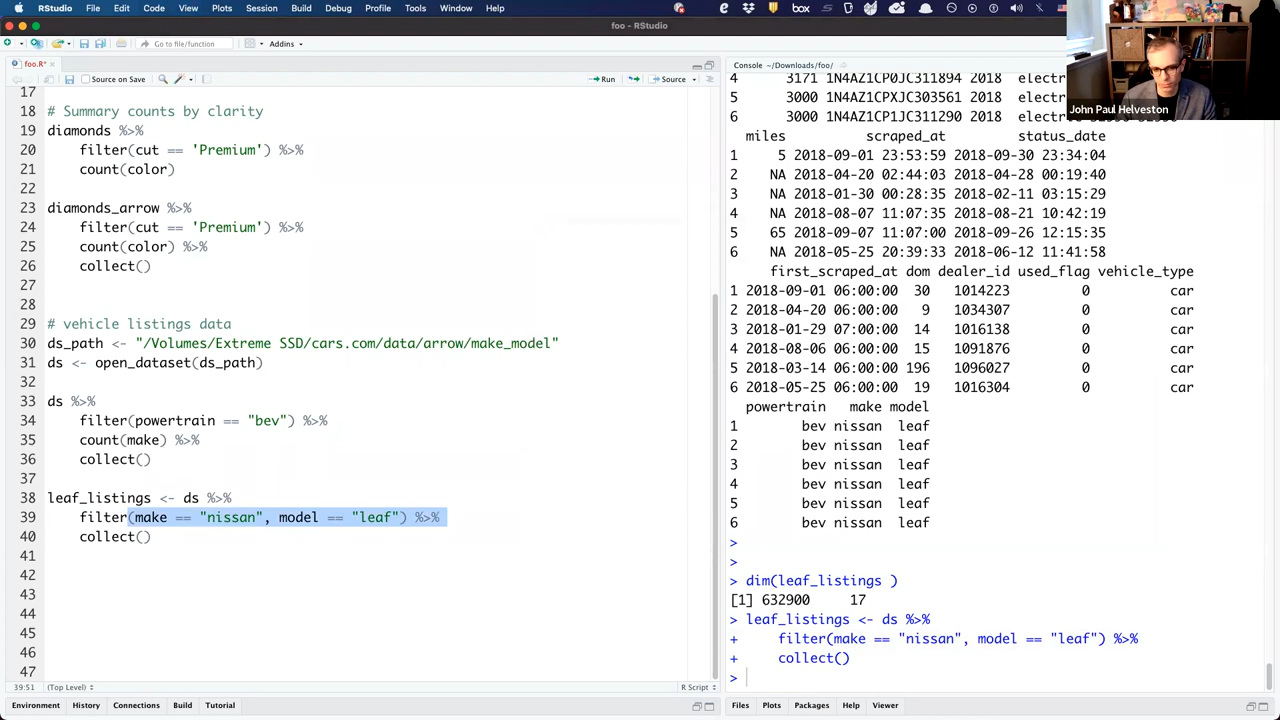 RStudio File Edit Code View Plots Session Build Debug Profile Tools Window Help box
foo - RStudio
Go to file/function Addins
foo.R*
Source on Save Run Source
17
18 # Summary counts by clarity
19 diamonds %>%
20 filter(cut == 'Premium') %>%
21 count(color)
22
23 diamonds_arrow %>%
24 filter(cut == 'Premium') %>%
25 count(color) %>%
26 collect()
27
28
29 # vehicle listings data
30 ds_path <- "/Volumes/Extreme SSD/cars.com/data/arrow/make_model"
31 ds <- open_dataset(ds_path)
32
33 ds %>%
34 filter(powertrain == "bev") %>%
35 count(make) %>%
36 collect()
37
38 leaf_listings <- ds %>%
39 filter(make == "nissan", model == "leaf") %>%
40 collect()
41
42
43
44
45
46
47
39:51 (Top Level) R Script
Environment History Connections Build Tutorial
Console ~/Downloads/foo/
4 3171 1N4AZ1CP0JC311894 2018
5 3000 1N4AZ1CPXJC303561 2018
6 3000 1N4AZ1CP1JC311290 2018
miles scraped_at status_date
1 5 2018-09-01 23:53:59 2018-09-30 23:34:04
2 NA 2018-04-20 02:44:03 2018-04-28 00:19:40
3 NA 2018-01-30 00:28:35 2018-02-11 03:15:29
4 NA 2018-08-07 11:07:35 2018-08-21 10:42:19
5 65 2018-09-07 11:07:00 2018-09-26 12:15:35
6 NA 2018-05-25 20:39:33 2018-06-12 11:41:58
first_scraped_at dom dealer_id used_flag vehicle_type
1 2018-09-01 06:00:00 30 1014223 0 car
2 2018-04-20 06:00:00 9 1034307 0 car
3 2018-01-29 07:00:00 14 1016138 0 car
4 2018-08-06 06:00:00 15 1091876 0 car
5 2018-03-14 06:00:00 196 1096027 0 car
6 2018-05-25 06:00:00 19 1016304 0 car
powertrain make model
1 bev nissan leaf
2 bev nissan leaf
3 bev nissan leaf
4 bev nissan leaf
5 bev nissan leaf
6 bev nissan leaf
>
>
> dim(leaf_listings )
[1] 632900 17
> leaf_listings <- ds %>%
+ filter(make == "nissan", model == "leaf") %>%
+ collect()
>
Files Plots Packages Help Viewer
John Paul Helveston